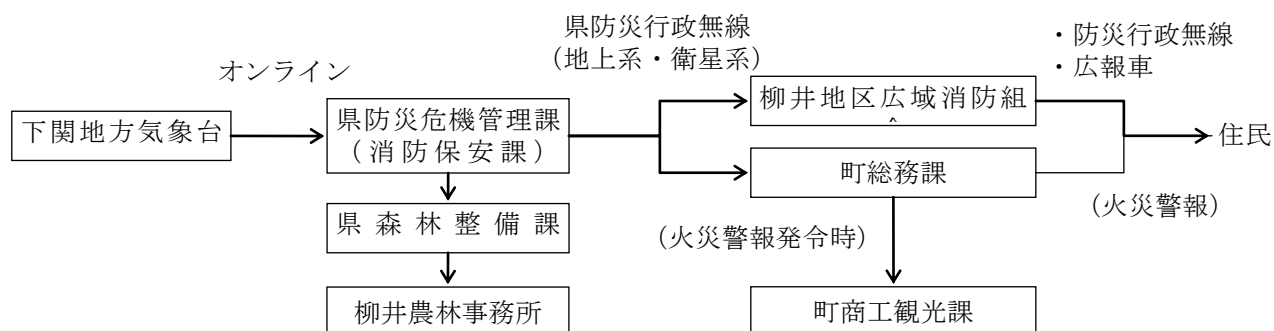 県防災行政無線
（地上系・衛星系）
・防災行政無線
・広報車
オンライン
下関地方気象台
県防災危機管理課
（消防保安課）
柳井地区広域消防組
町総務課
住民
（火災警報）
県森林整備課
（火災警報発令時）
柳井農林事務所
町商工観光課